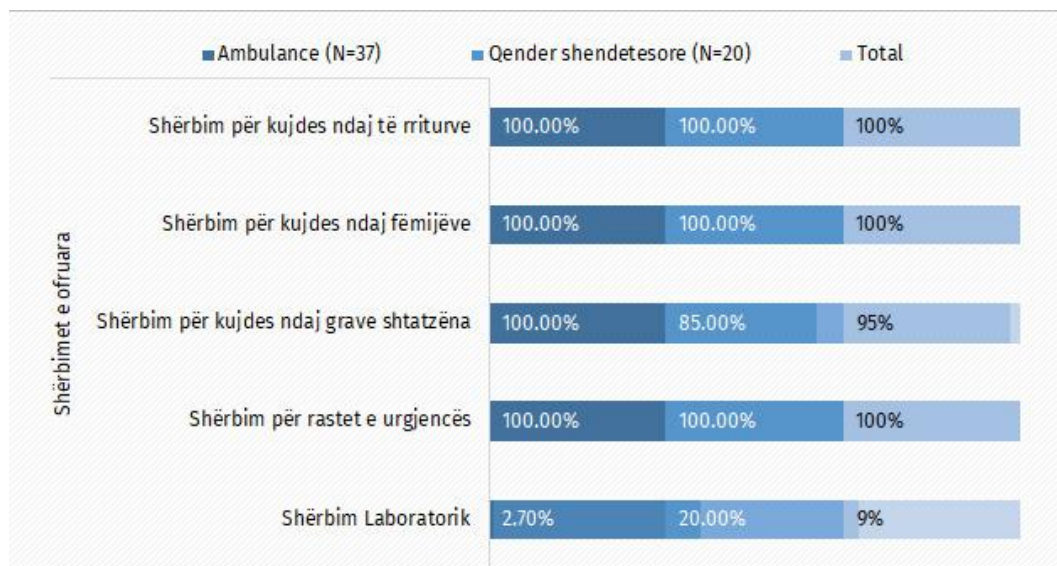 Ambulance (N=37) Qender shendetesore (N=20) Total
Shërbimet e ofruara
Shërbim për kujdes ndaj të rriturve 100.00% 100.00% 100%
Shërbim për kujdes ndaj fëmijëve 100.00% 100.00% 100%
Shërbim për kujdes ndaj grave shtatzëna 100.00% 85.00% 95%
Shërbim për rastet e urgjencës 100.00% 100.00% 100%
Shërbim Laboratorik 2.70% 20.00% 9%